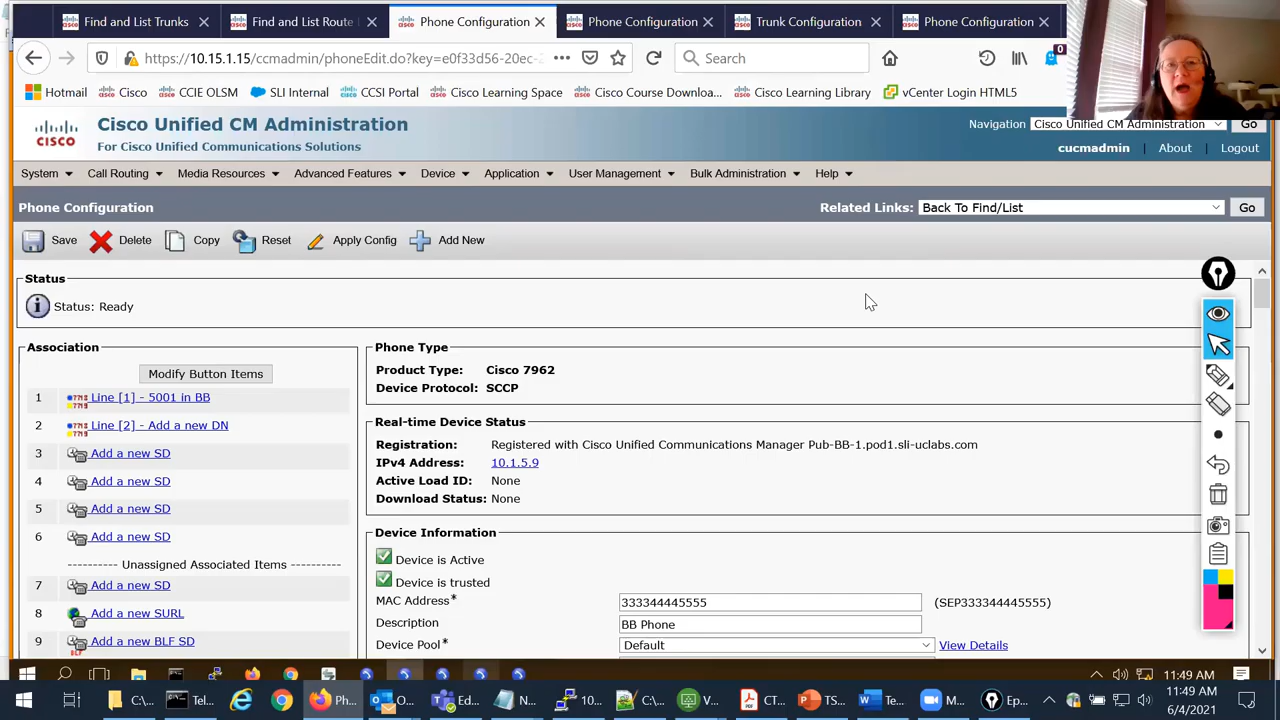 Find and List Trunks
Find and List Route
Phone Configuration
Phone Configuration
Trunk Configuration
Phone Configuration
https://10.15.1.15/ccmadmin/phoneEdit.do?key=e0f33d56-20ec-2
Search
0
Hotmail
Cisco
CCIE OLSM
SLI Internal
CCSI Portal
Cisco Learning Space
Cisco Course Downloa...
Cisco Learning Library
vCenter Login HTML5
CISCO
Cisco Unified CM Administration
For Cisco Unified Communications Solutions
Navigation Cisco Unified CM Administration Go
cucmadmin About Logout
System Call Routing Media Resources Advanced Features Device Application User Management Bulk Administration Help
Phone Configuration
Related Links: Back To Find/List Go
Save Delete Copy Reset Apply Config Add New
Status
Status: Ready
Association
Modify Button Items
1 Line [1] - 5001 in BB
2 Line [2] - Add a new DN
3 Add a new SD
4 Add a new SD
5 Add a new SD
6 Add a new SD
---------- Unassigned Associated Items ----------
7 Add a new SD
8 Add a new SURL
9 Add a new BLF SD
Phone Type
Product Type: Cisco 7962
Device Protocol: SCCP
Real-time Device Status
Registration: Registered with Cisco Unified Communications Manager Pub-BB-1.pod1.sli-uclabs.com
IPv4 Address: 10.1.5.9
Active Load ID: None
Download Status: None
Device Information
Device is Active
Device is trusted
MAC Address* 333344445555 (SEP333344445555)
Description BB Phone
Device Pool* Default View Details
11:49 AM
C:\...
Tel...
Ph...
O...
Ed...
N...
10...
C:\...
V...
CT...
TS...
Te...
M...
Ep...
11:49 AM
6/4/2021